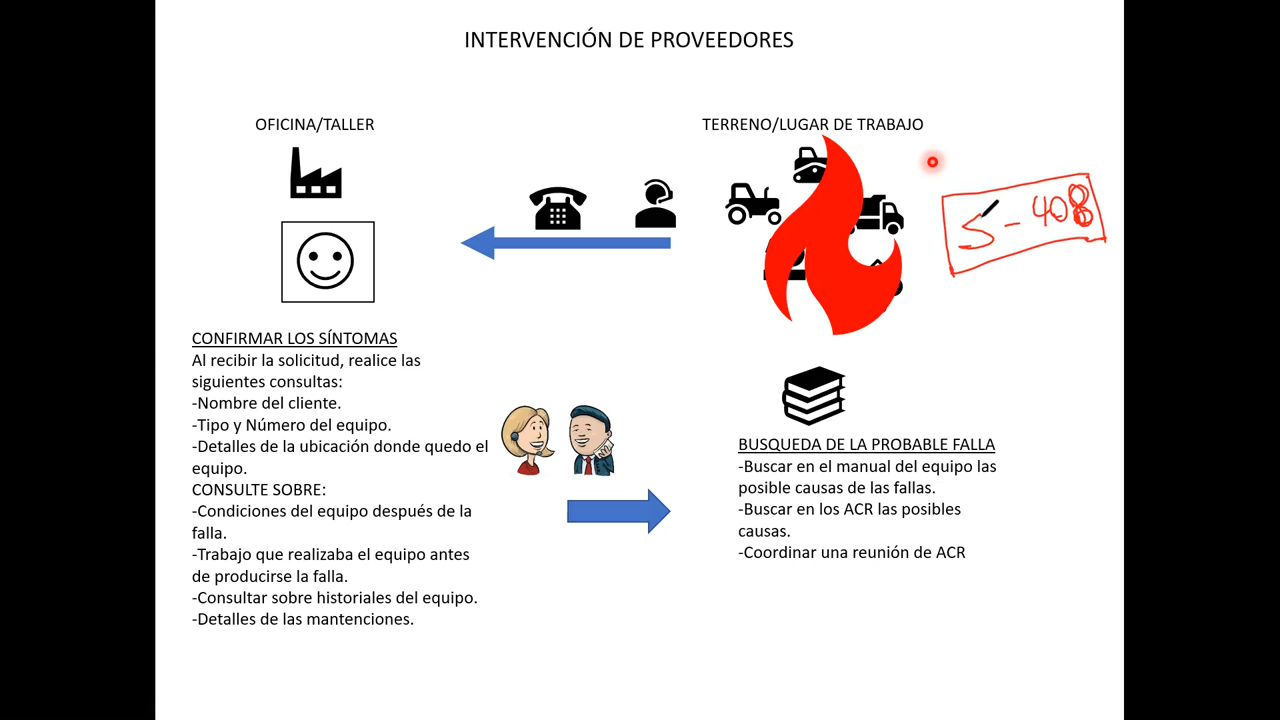 INTERVENCIÓN DE PROVEEDORES
OFICINA/TALLER
TERRENO/LUGAR DE TRABAJO
5-408
CONFIRMAR LOS SÍNTOMAS
Al recibir la solicitud, realice las
siguientes consultas:
-Nombre del cliente.
-Tipo y Número del equipo.
-Detalles de la ubicación donde quedo el
equipo.
CONSULTE SOBRE:
-Condiciones del equipo después de la
falla.
-Trabajo que realizaba el equipo antes
de producirse la falla.
-Consultar sobre historiales del equipo.
-Detalles de las mantenciones.
BUSQUEDA DE LA PROBABLE FALLA
-Buscar en el manual del equipo las
posible causas de las fallas.
-Buscar en los ACR las posibles
causas.
-Coordinar una reunión de ACR